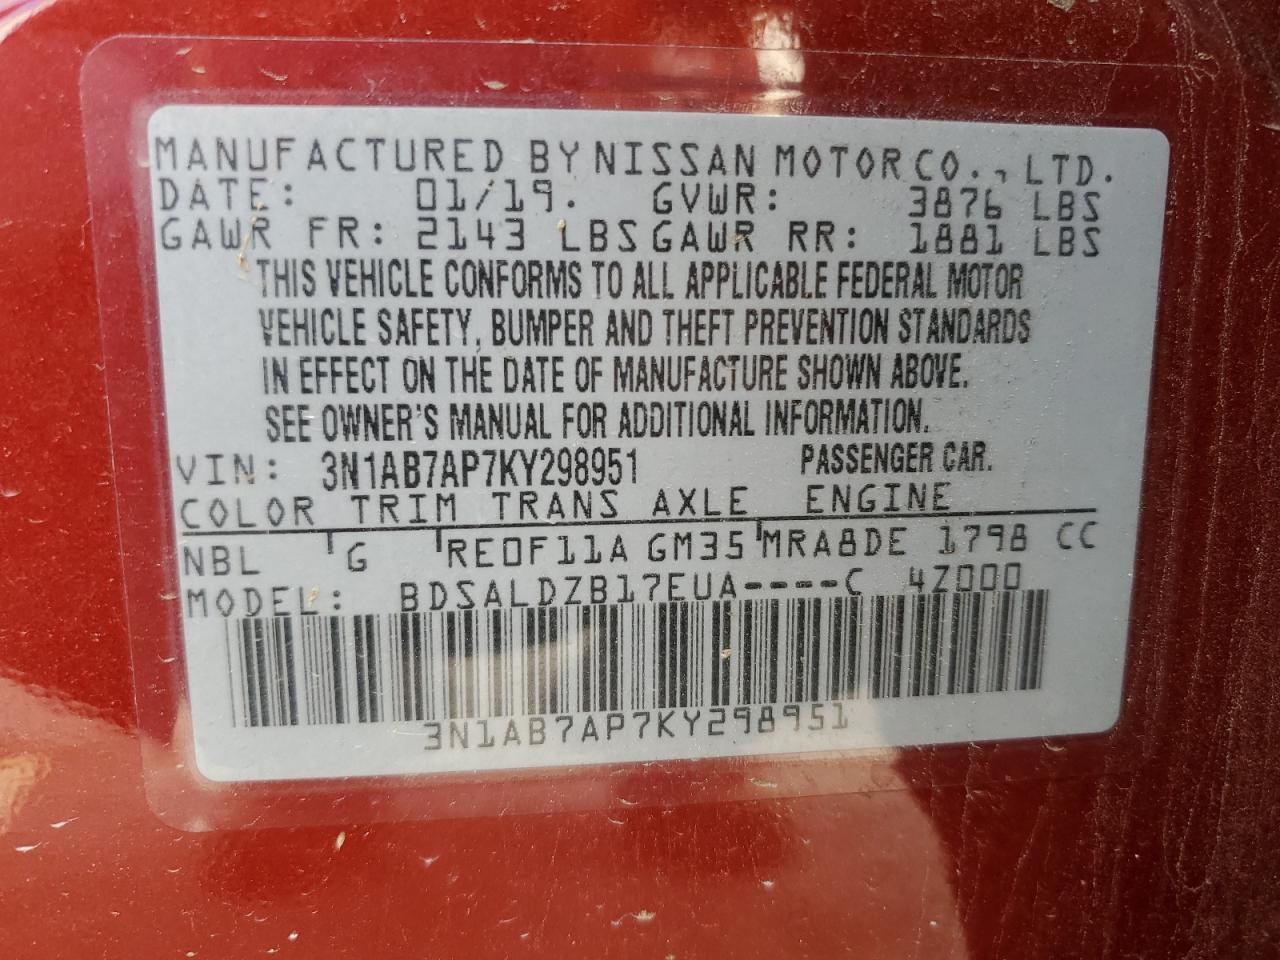 MANUFACTURED BY NISSAN MOTOR CO., LTD.
DATE: 01/19. GVWR: 3876 LBS
GAWR FR: 2143 LBS GAWR RR: 1881 LBS
THIS VEHICLE CONFORMS TO ALL APPLICABLE FEDERAL MOTOR
VEHICLE SAFETY, BUMPER AND THEFT PREVENTION STANDARDS
IN EFFECT ON THE DATE OF MANUFACTURE SHOWN ABOVE.
SEE OWNER'S MANUAL FOR ADDITIONAL INFORMATION.
VIN: 3N1AB7AP7KY298951 PASSENGER CAR.
COLOR TRIM TRANS AXLE ENGINE
NBL G RE0F11A GM35 MRA8DE 1798 CC
MODEL: BDSALDZB17EUA----C 4Z000
3N1AB7AP7KY298951